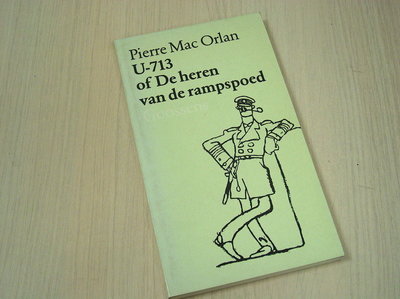 Pierre Mac Orlan
U-713
of De heren
van de rampspoed